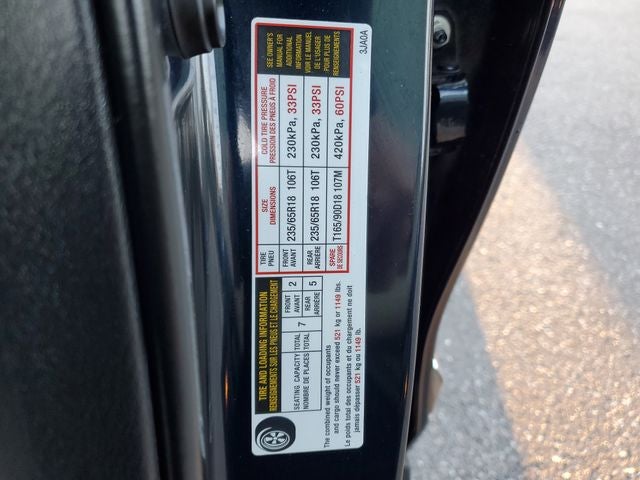 TIRE AND LOADING INFORMATION
RENSEIGNEMENTS SUR LES PNEUS ET LE CHARGEMENT
SEATING CAPACITY TOTAL 7 FRONT 2 REAR 5
NOMBRE DE PLACES TOTAL AVANT ARRIÈRE
The combined weight of occupants
and cargo should never exceed 521 kg or 1149 lbs.
Le poids total des occupants et du chargement ne doit
jamais dépasser 521 kg ou 1149 lb.
TIRE SIZE COLD TIRE PRESSURE
PNEU DIMENSIONS PRESSION DES PNEUS À FROID
FRONT
AVANT 235/65R18 106T 230kPa, 33PSI
REAR
ARRIÈRE 235/65R18 106T 230kPa, 33PSI
SPARE
DE SECOURS T165/90D18 107M 420kPa, 60PSI
SEE OWNER'S
MANUAL FOR
ADDITIONAL
INFORMATION
VOIR LE MANUEL
DE L'USAGER
POUR PLUS DE
RENSEIGNEMENTS
3JA0A